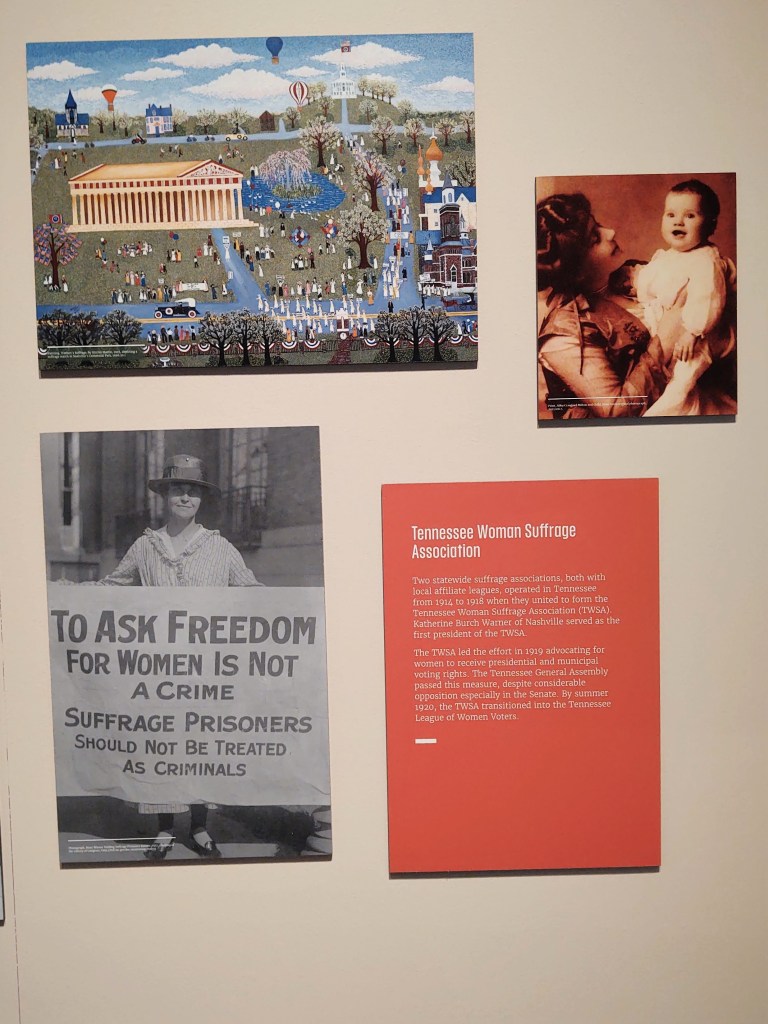 TO ASK FREEDOM
FOR WOMEN IS NOT
A CRIME
SUFFRAGE PRISONERS
SHOULD NOT BE TREATED
AS CRIMINALS
Tennessee Woman Suffrage
Association
Two statewide suffrage associations, both with
local affiliate leagues, operated in Tennessee
from 1914 to 1918 when they united to form the
Tennessee Woman Suffrage Association (TWSA).
Katherine Burch Warner of Nashville served as the
first president of the TWSA.
The TWSA led the effort in 1919 advocating for
women to receive presidential and municipal
voting rights. The Tennessee General Assembly
passed this measure, despite considerable
opposition especially in the Senate. By summer
1920, the TWSA transitioned into the Tennessee
League of Women Voters.